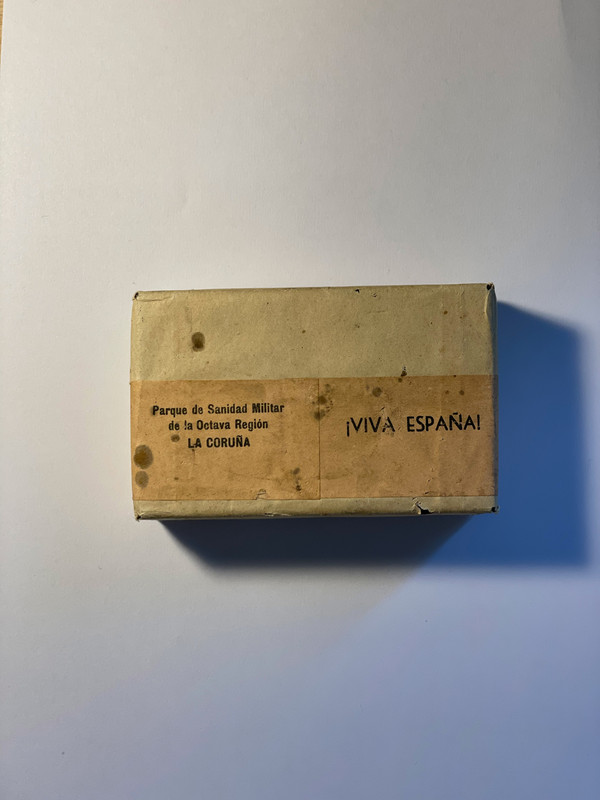 Parque de Sanidad Militar
de la Octava Región
LA CORUÑA
¡VIVA ESPAÑA!